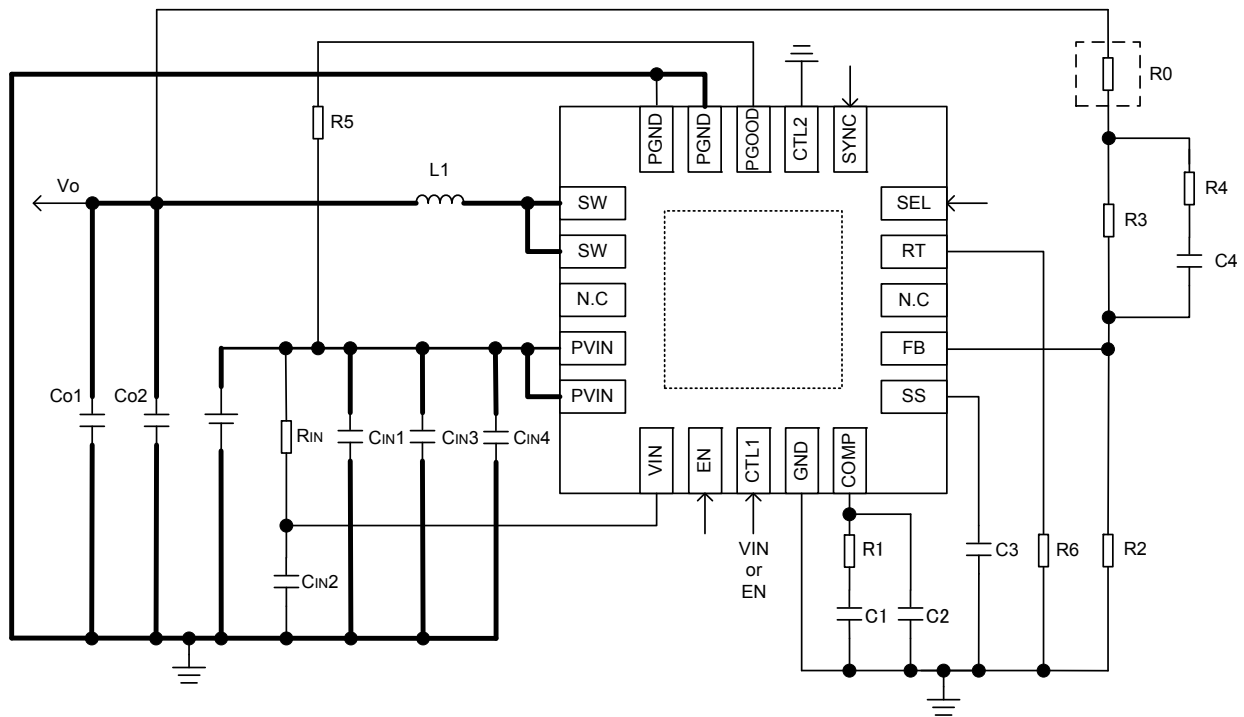 R0
R5
PGND
PGND
PGOOD
CTL2
SYNC
L1
Vo
SW
SEL
R4
R3
SW
RT
C4
N.C
N.C
PVIN
FB
Co1
Co2
PVIN
SS
RIN
CIN1
CIN3
CIN4
VIN
EN
CTL1
GND
COMP
CIN2
VIN
or
EN
R1
C3
R6
R2
C1
C2